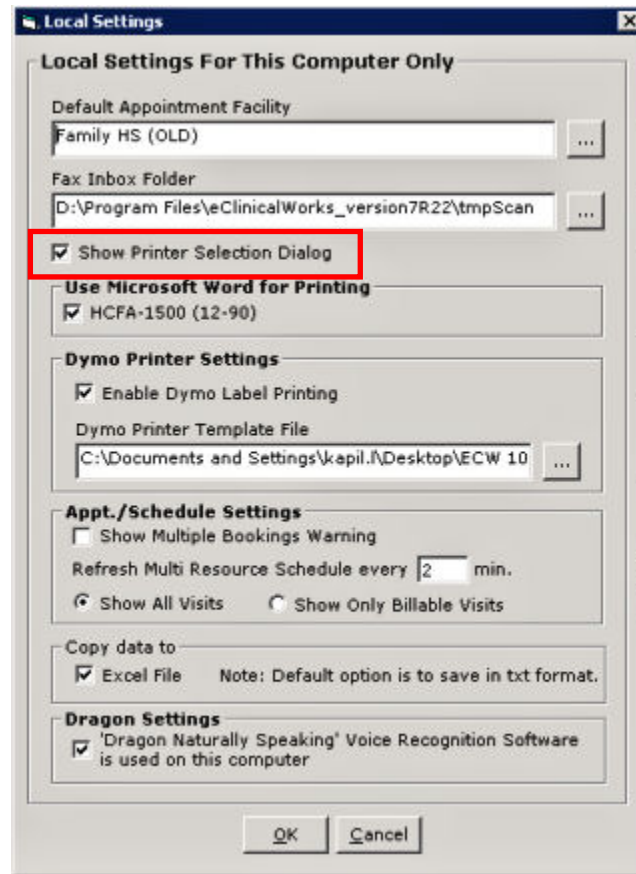 Local Settings
Local Settings For This Computer Only
Default Appointment Facility
Family HS (OLD)
...
Fax Inbox Folder
D:\Program Files\eClinicalWorks_version7R22\tmpScan
...
Show Printer Selection Dialog
Use Microsoft Word for Printing
HCFA-1500 (12-90)
Dymo Printer Settings
Enable Dymo Label Printing
Dymo Printer Template File
C:\Documents and Settings\kapil.l\Desktop\ECW 10
...
Appt./Schedule Settings
Show Multiple Bookings Warning
Refresh Multi Resource Schedule every 2 min.
Show All Visits Show Only Billable Visits
Copy data to
Excel File Note: Default option is to save in txt format.
Dragon Settings
'Dragon Naturally Speaking' Voice Recognition Software
is used on this computer
OK Cancel